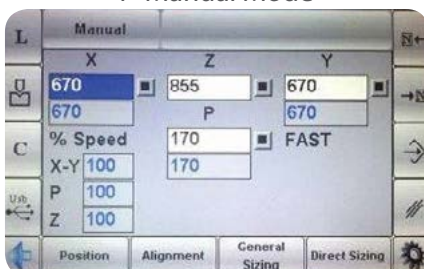 Manual mode
L Manual
X Z Y
670 855 670
670 P 670
% Speed 170 FAST
C X-Y 100 170
Usb P 100
Z 100
Position Alignment General Sizing Direct Sizing